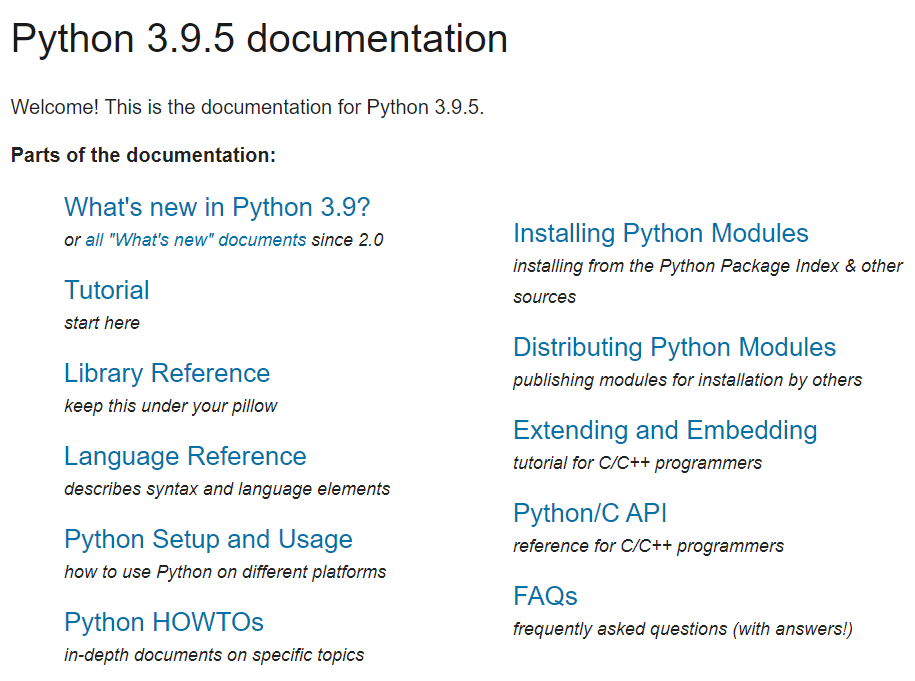 Python 3.9.5 documentation
Welcome! This is the documentation for Python 3.9.5.
Parts of the documentation:
What's new in Python 3.9?
or all "What's new" documents since 2.0
Tutorial
start here
Library Reference
keep this under your pillow
Language Reference
describes syntax and language elements
Python Setup and Usage
how to use Python on different platforms
Python HOWTOs
in-depth documents on specific topics
Installing Python Modules
installing from the Python Package Index & other
sources
Distributing Python Modules
publishing modules for installation by others
Extending and Embedding
tutorial for C/C++ programmers
Python/C API
reference for C/C++ programmers
FAQs
frequently asked questions (with answers!)